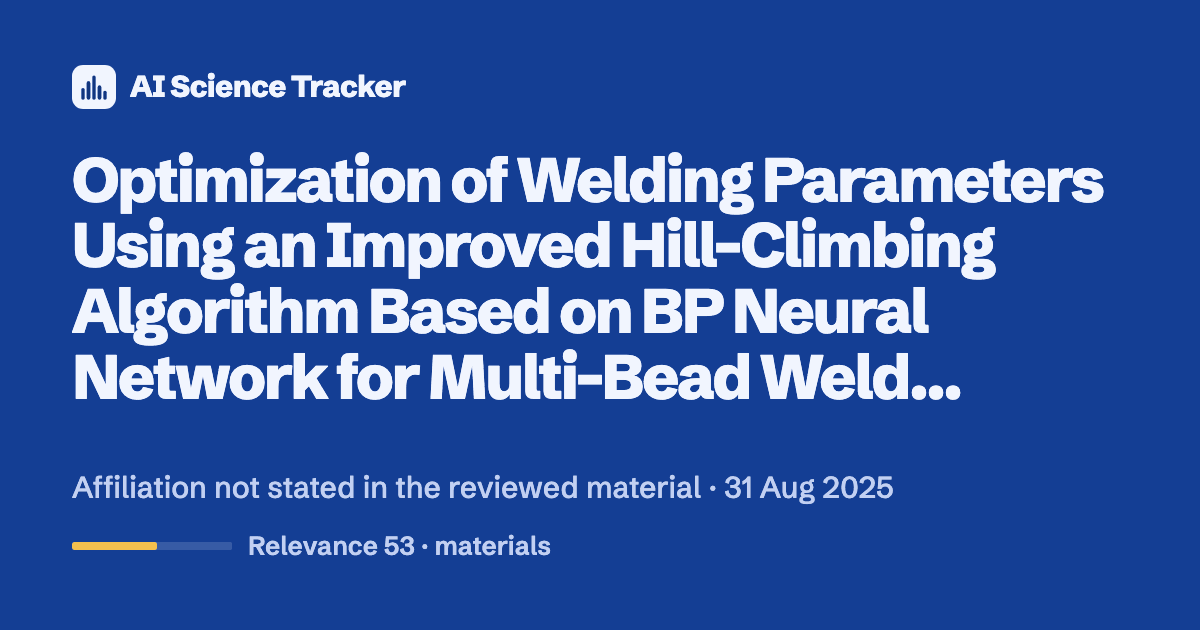 AI Science Tracker
Optimization of Welding Parameters
Using an Improved Hill-Climbing
Algorithm Based on BP Neural
Network for Multi-Bead Weld...
Affiliation not stated in the reviewed material · 31 Aug 2025
Relevance 53 · materials